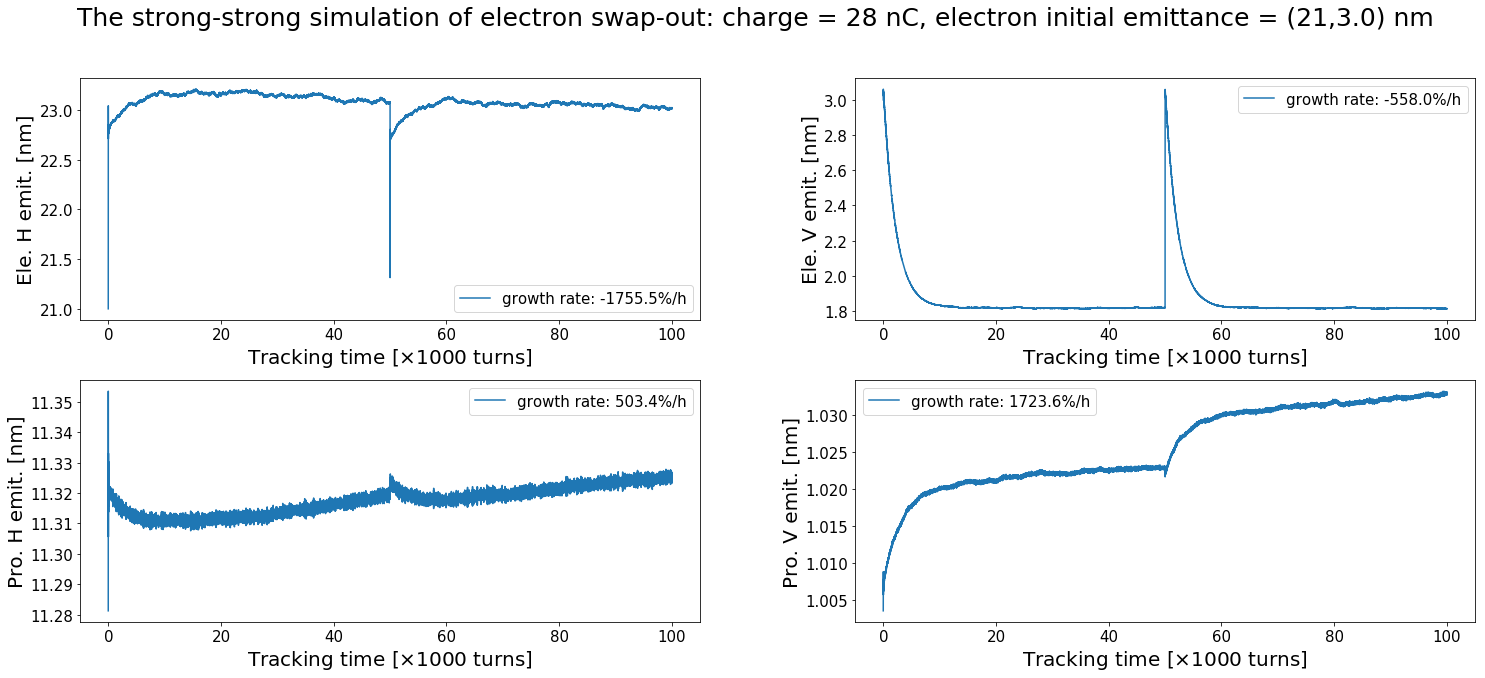 The strong-strong simulation of electron swap-out: charge = 28 nC, electron initial emittance = (21,3.0) nm
Ele. H emit. [nm]
23.0
22.5
22.0
21.5
21.0
growth rate: -1755.5%/h
0 20 40 60 80 100
Tracking time [×1000 turns]
Ele. V emit. [nm]
3.0
2.8
2.6
2.4
2.2
2.0
1.8
growth rate: -558.0%/h
0 20 40 60 80 100
Tracking time [×1000 turns]
Pro. H emit. [nm]
11.35
11.34
11.33
11.32
11.31
11.30
11.29
11.28
growth rate: 503.4%/h
0 20 40 60 80 100
Tracking time [×1000 turns]
Pro. V emit. [nm]
1.030
1.025
1.020
1.015
1.010
1.005
growth rate: 1723.6%/h
0 20 40 60 80 100
Tracking time [×1000 turns]